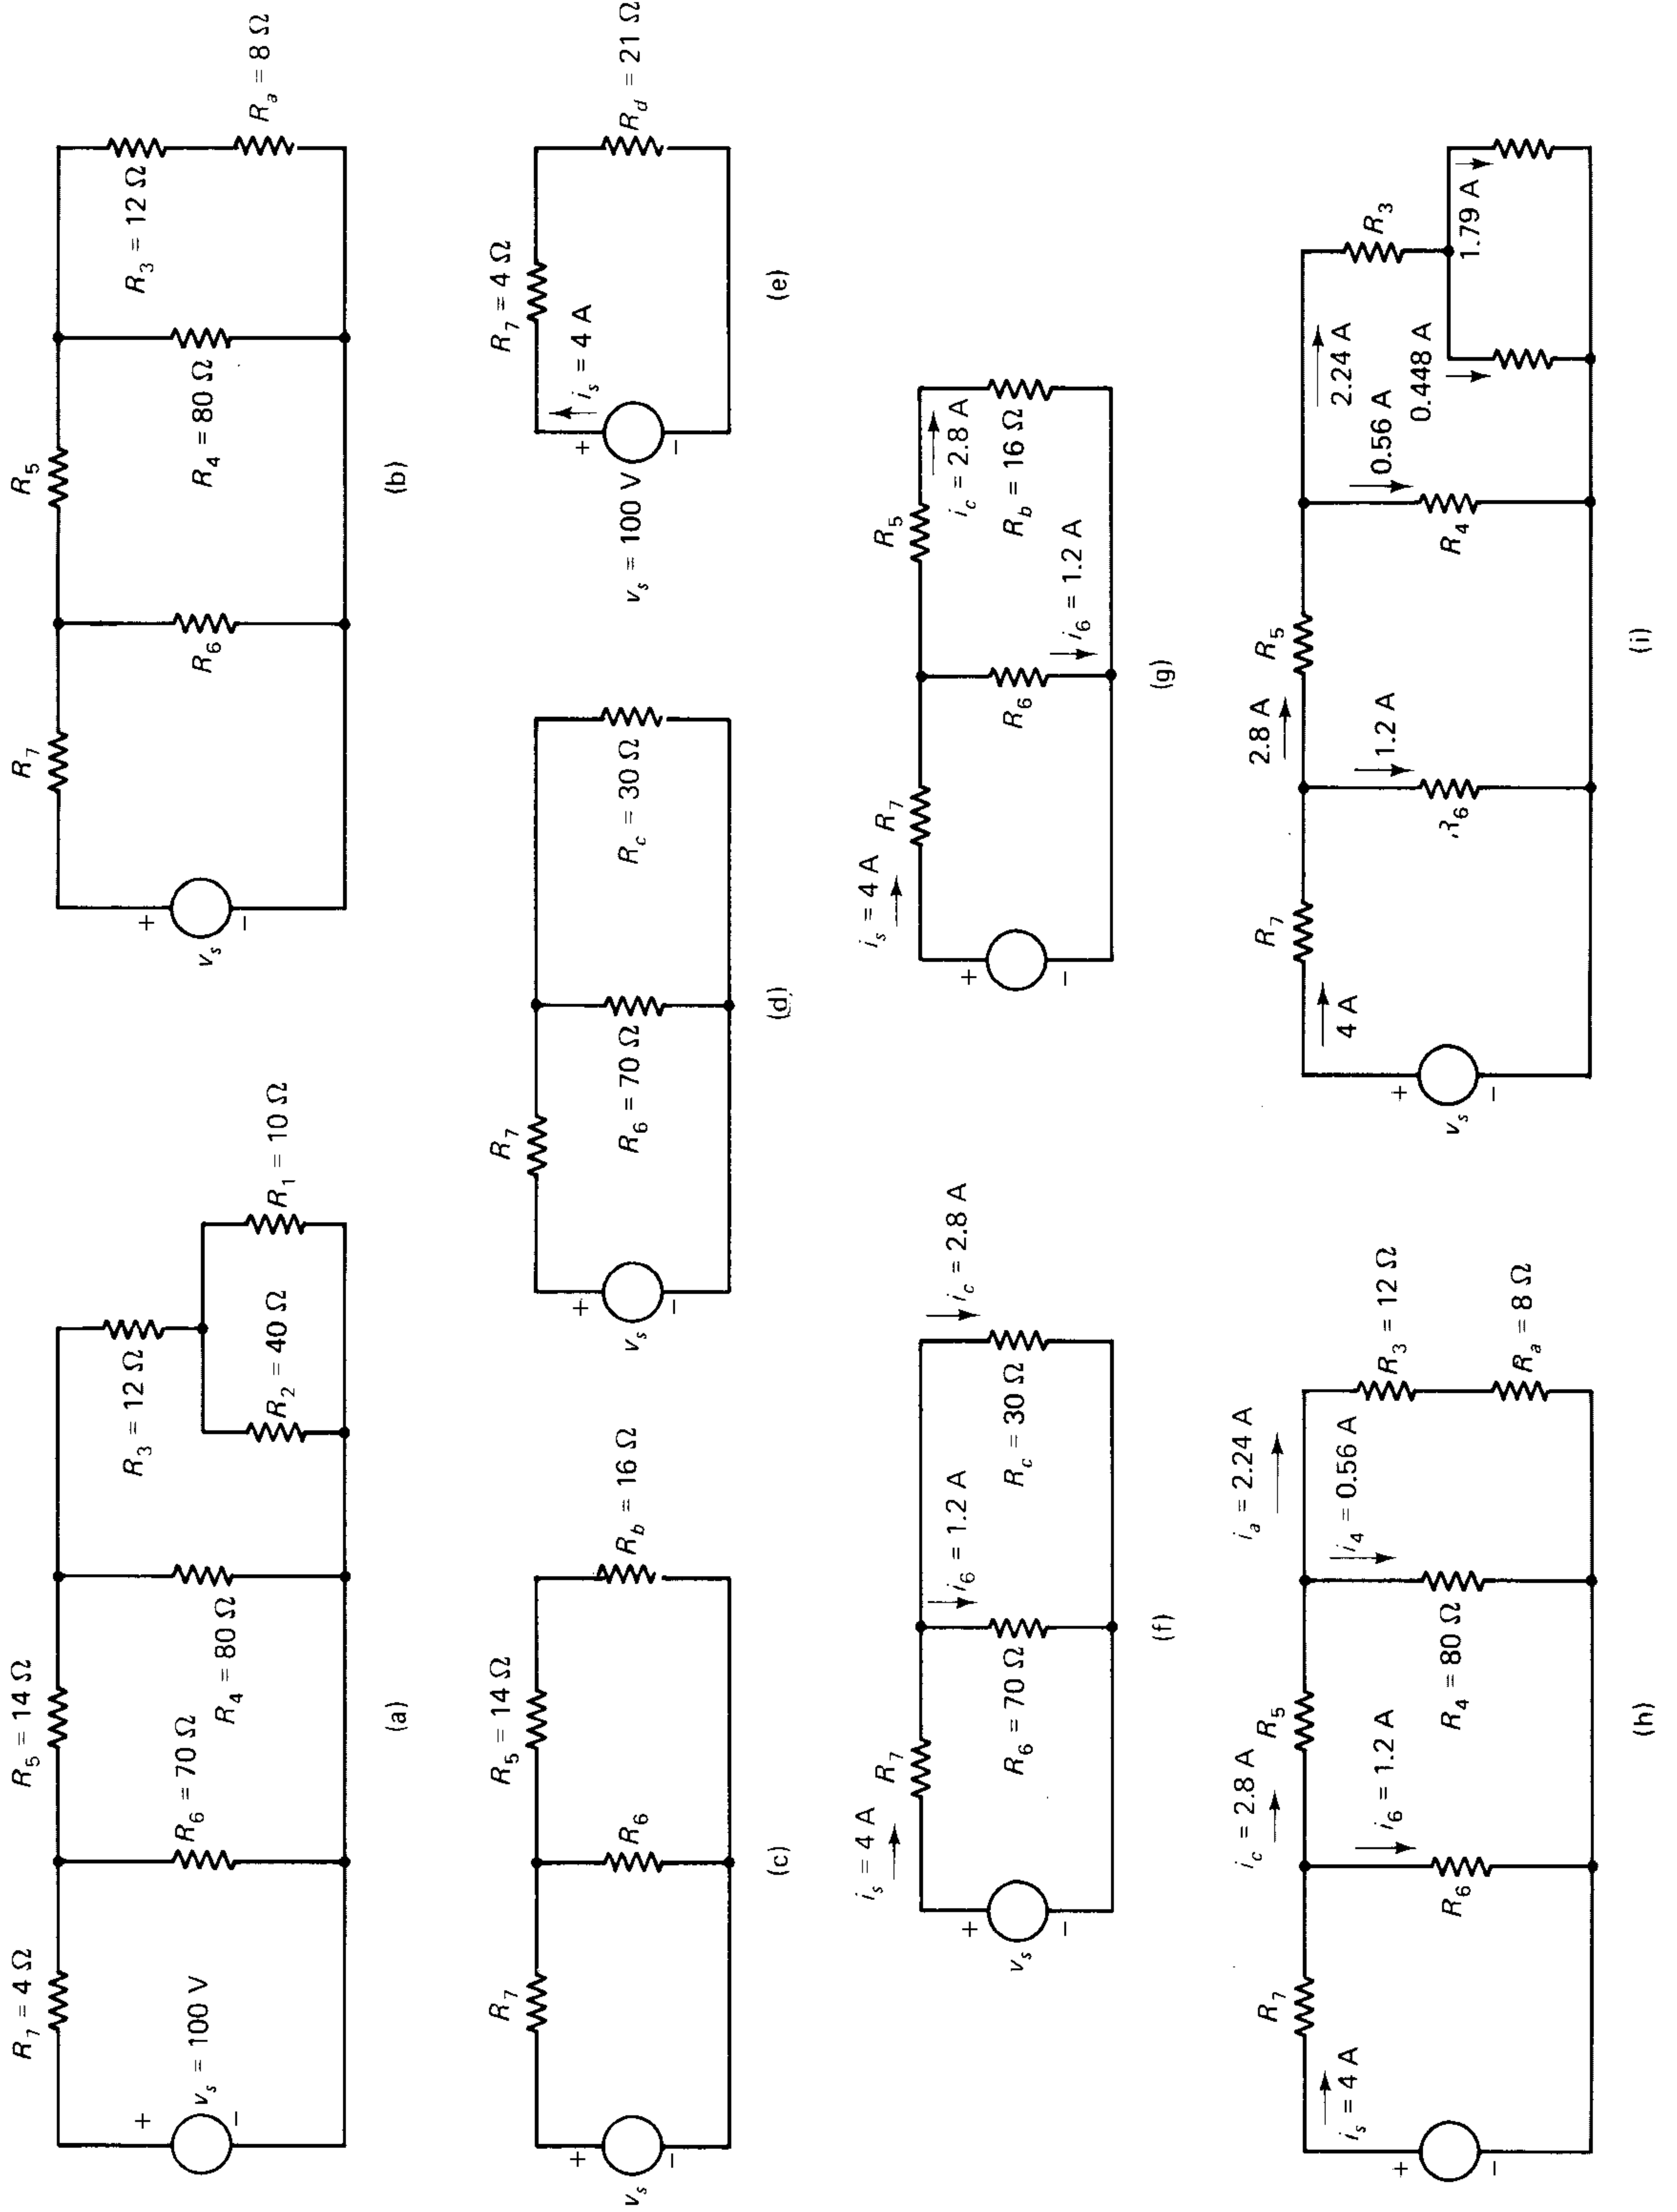 R7 = 4 Ω
R5 = 14 Ω
vs = 100 V
+
−
R6 = 70 Ω
R4 = 80 Ω
R3 = 12 Ω
R2 = 40 Ω
R1 = 10 Ω
(a)
R7
R5
vs
+
−
R6
R4 = 80 Ω
R3 = 12 Ω
Ra = 8 Ω
(b)
R7
R5 = 14 Ω
vs
+
−
R6
Rb = 16 Ω
(c)
R7
vs
+
−
R6 = 70 Ω
Rc = 30 Ω
(d)
R7 = 4 Ω
is = 4 A
+
−
vs = 100 V
Rd = 21 Ω
(e)
is = 4 A
R7
vs
+
−
i6 = 1.2 A
R6 = 70 Ω
ic = 2.8 A
Rc = 30 Ω
(f)
is = 4 A
R7
R5
+
−
R6
i6 = 1.2 A
ic = 2.8 A
Rb = 16 Ω
(g)
R7
ic = 2.8 A
R5
ia = 2.24 A
is = 4 A
+
−
R6
i6 = 1.2 A
i4 = 0.56 A
R4 = 80 Ω
R3 = 12 Ω
Ra = 8 Ω
(h)
R7
2.8 A
R5
4 A
vs
+
−
1.2 A
R6
0.56 A
R4
2.24 A
R3
0.448 A
1.79 A
(i)